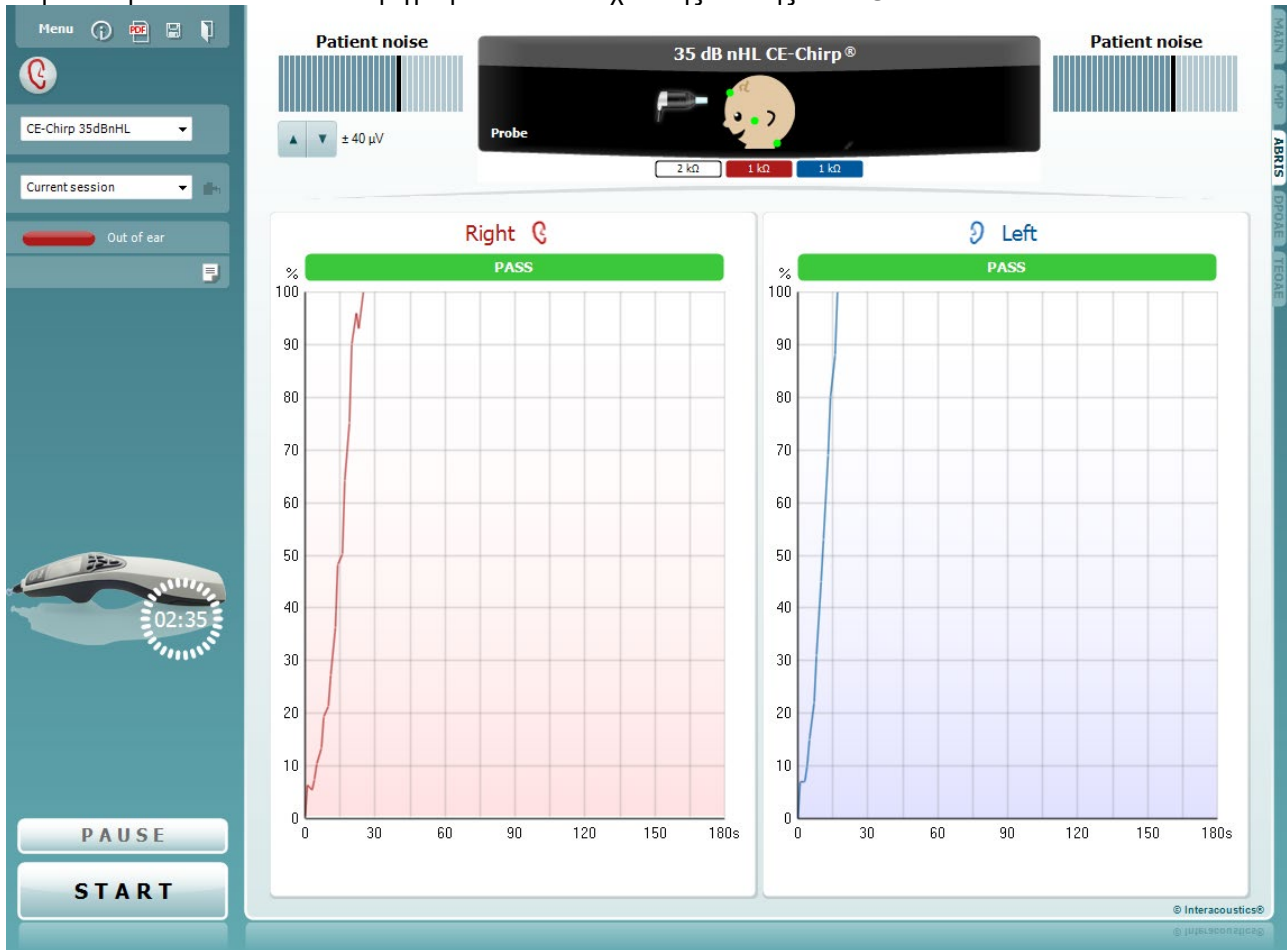 Menu
PDF
CE-Chirp 35dBnHL
Current session
Out of ear
02:35
PAUSE
START
Patient noise
± 40 µV
35 dB nHL CE-Chirp®
Probe
2 kΩ 1 kΩ 1 kΩ
Patient noise
Right
PASS
%
100
90
80
70
60
50
40
30
20
10
0
0 30 60 90 120 150 180s
Left
PASS
%
100
90
80
70
60
50
40
30
20
10
0
0 30 60 90 120 150 180s
MAIN
IMP
ABRIS
DPOAE
TEOAE
© Interacoustics®